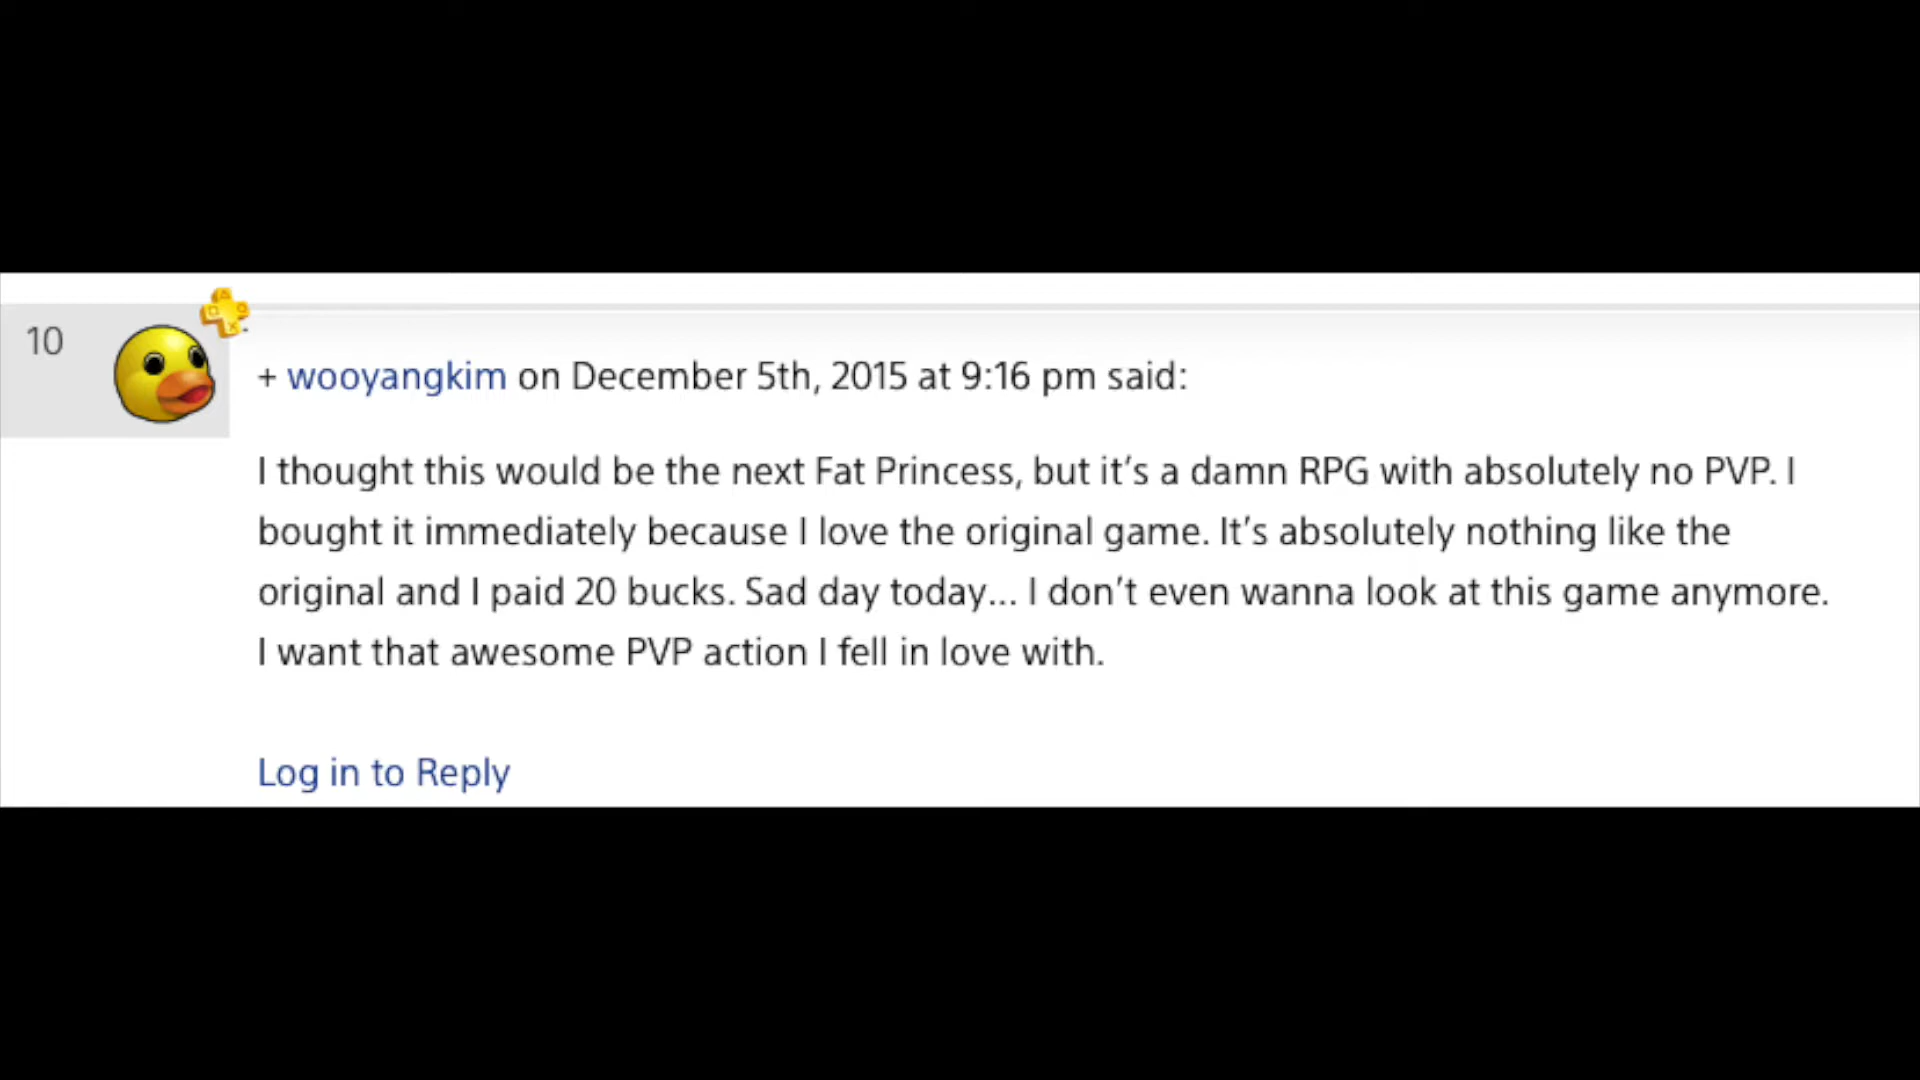 10
+ wooyangkim on December 5th, 2015 at 9:16 pm said:
I thought this would be the next Fat Princess, but it’s a damn RPG with absolutely no PVP. I
bought it immediately because I love the original game. It’s absolutely nothing like the
original and I paid 20 bucks. Sad day today... I don’t even wanna look at this game anymore.
I want that awesome PVP action I fell in love with.
Log in to Reply